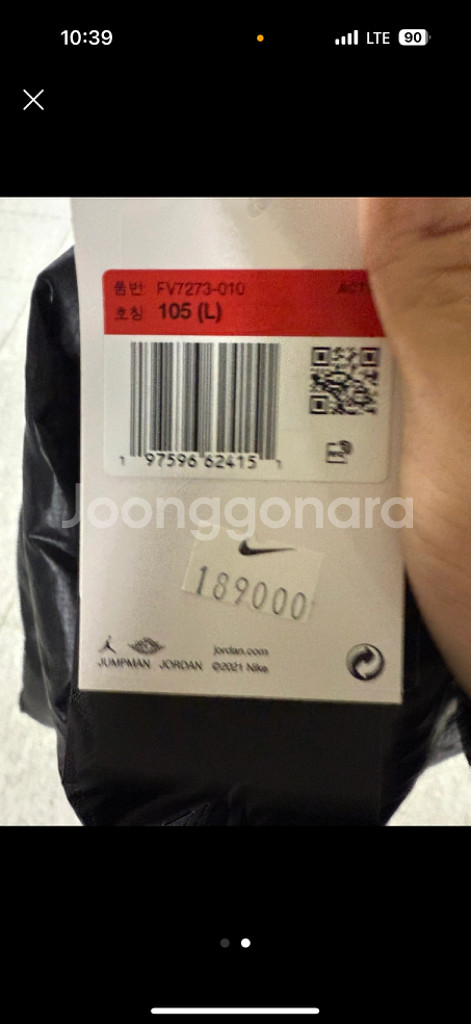 10:39
LTE 90
품번 FV7273-010
호칭 105 (L)
1 97596 62415 1
Joonggonara
189000
jordan.com
JUMPMAN JORDAN ©2021 Nike